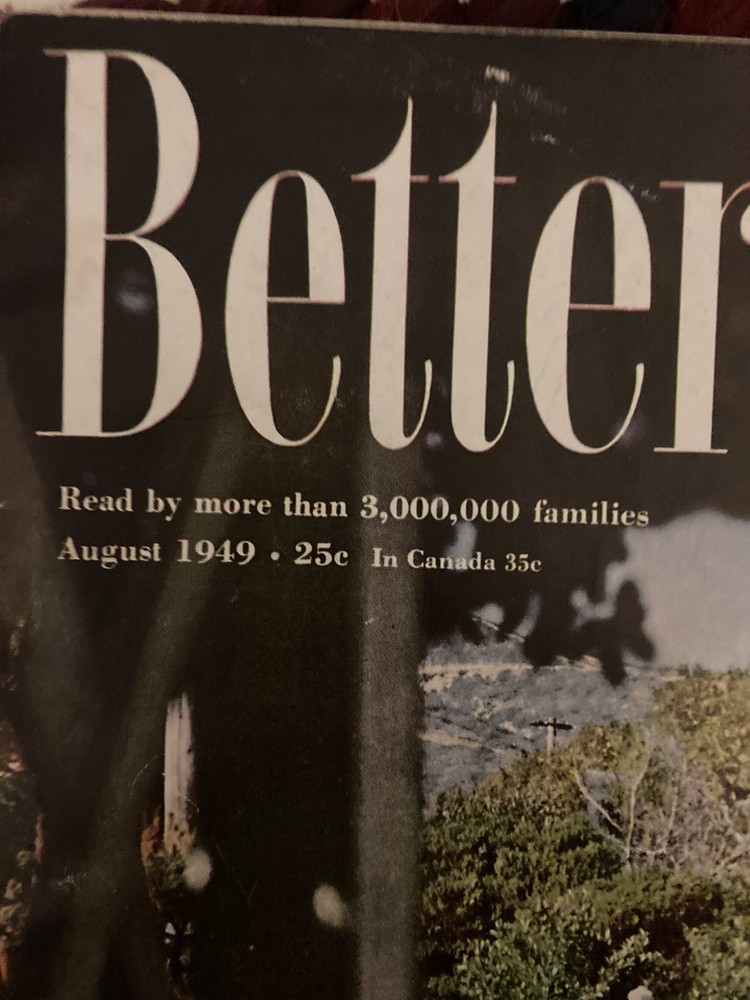 Better
Read by more than 3,000,000 families
August 1949 • 25c In Canada 35c